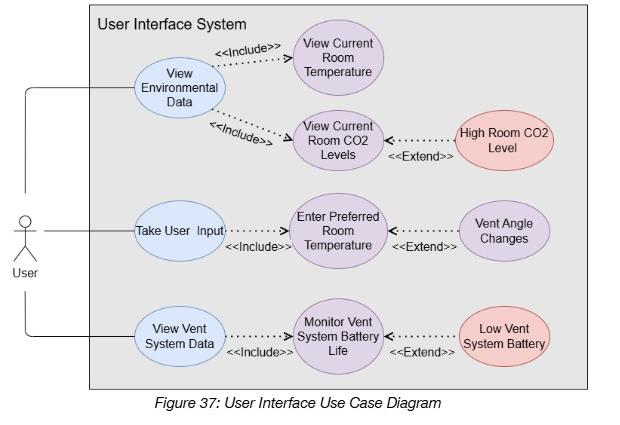 User Interface System
<<Include>>
View Current
Room
Temperature
View
Environmental
Data
<<Include>>
View Current
Room CO2
Levels
<<Extend>>
High Room CO2
Level
User
Take User Input
<<Include>>
Enter Preferred
Room
Temperature
<<Extend>>
Vent Angle
Changes
View Vent
System Data
<<Include>>
Monitor Vent
System Battery
Life
<<Extend>>
Low Vent
System Battery
Figure 37: User Interface Use Case Diagram